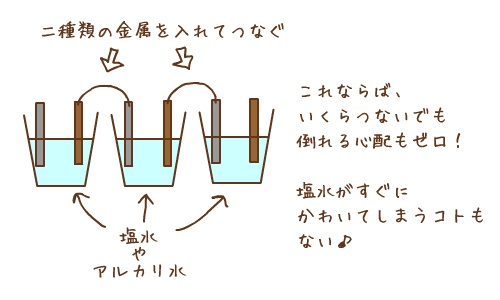 二種類の金属を入れてつなぐ
これならば、
いくらつないでも
倒れる心配もゼロ！
塩水がすぐに
かわいてしまうコトも
ない♪
塩水
や
アルカリ水